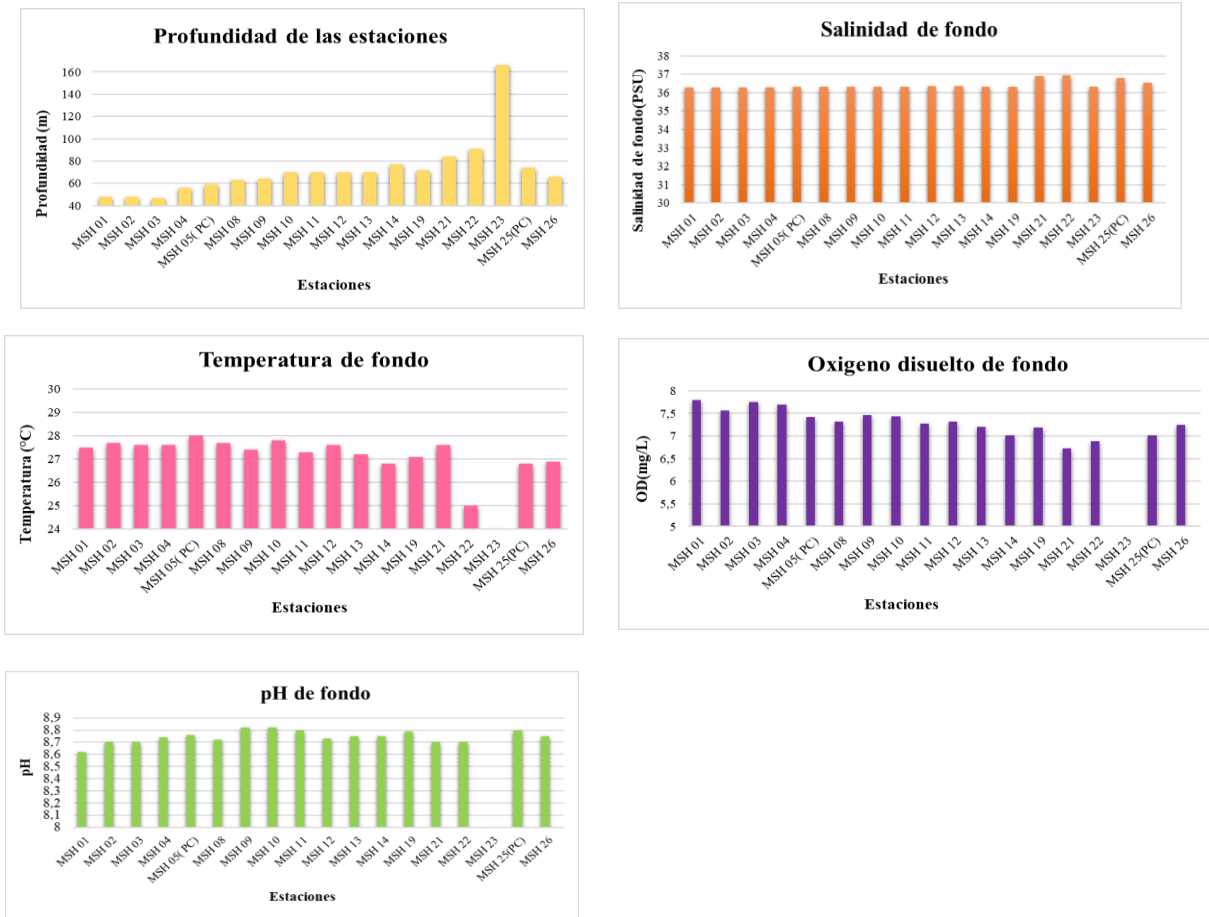 Profundidad de las estaciones
Profundidad (m)
160
140
120
100
80
60
40
MSH 01
MSH 02
MSH 03
MSH 04
MSH 05( PC)
MSH 08
MSH 09
MSH 10
MSH 11
MSH 12
MSH 13
MSH 14
MSH 19
MSH 21
MSH 22
MSH 23
MSH 25(PC)
MSH 26
Estaciones
Salinidad de fondo
Salinidad de fondo(PSU)
38
37
36
35
34
33
32
31
30
MSH 01
MSH 02
MSH 03
MSH 04
MSH 05( PC)
MSH 08
MSH 09
MSH 10
MSH 11
MSH 12
MSH 13
MSH 14
MSH 19
MSH 21
MSH 22
MSH 23
MSH 25(PC)
MSH 26
Estaciones
Temperatura de fondo
Temperatura (°C)
30
29
28
27
26
25
24
MSH 01
MSH 02
MSH 03
MSH 04
MSH 05( PC)
MSH 08
MSH 09
MSH 10
MSH 11
MSH 12
MSH 13
MSH 14
MSH 19
MSH 21
MSH 22
MSH 23
MSH 25(PC)
MSH 26
Estaciones
Oxigeno disuelto de fondo
OD(mg/L)
8
7,5
7
6,5
6
5,5
5
MSH 01
MSH 02
MSH 03
MSH 04
MSH 05( PC)
MSH 08
MSH 09
MSH 10
MSH 11
MSH 12
MSH 13
MSH 14
MSH 19
MSH 21
MSH 22
MSH 23
MSH 25(PC)
MSH 26
Estaciones
pH de fondo
pH
8,9
8,8
8,7
8,6
8,5
8,4
8,3
8,2
8,1
8
MSH 01
MSH 02
MSH 03
MSH 04
MSH 05( PC)
MSH 08
MSH 09
MSH 10
MSH 11
MSH 12
MSH 13
MSH 14
MSH 19
MSH 21
MSH 22
MSH 23
MSH 25(PC)
MSH 26
Estaciones